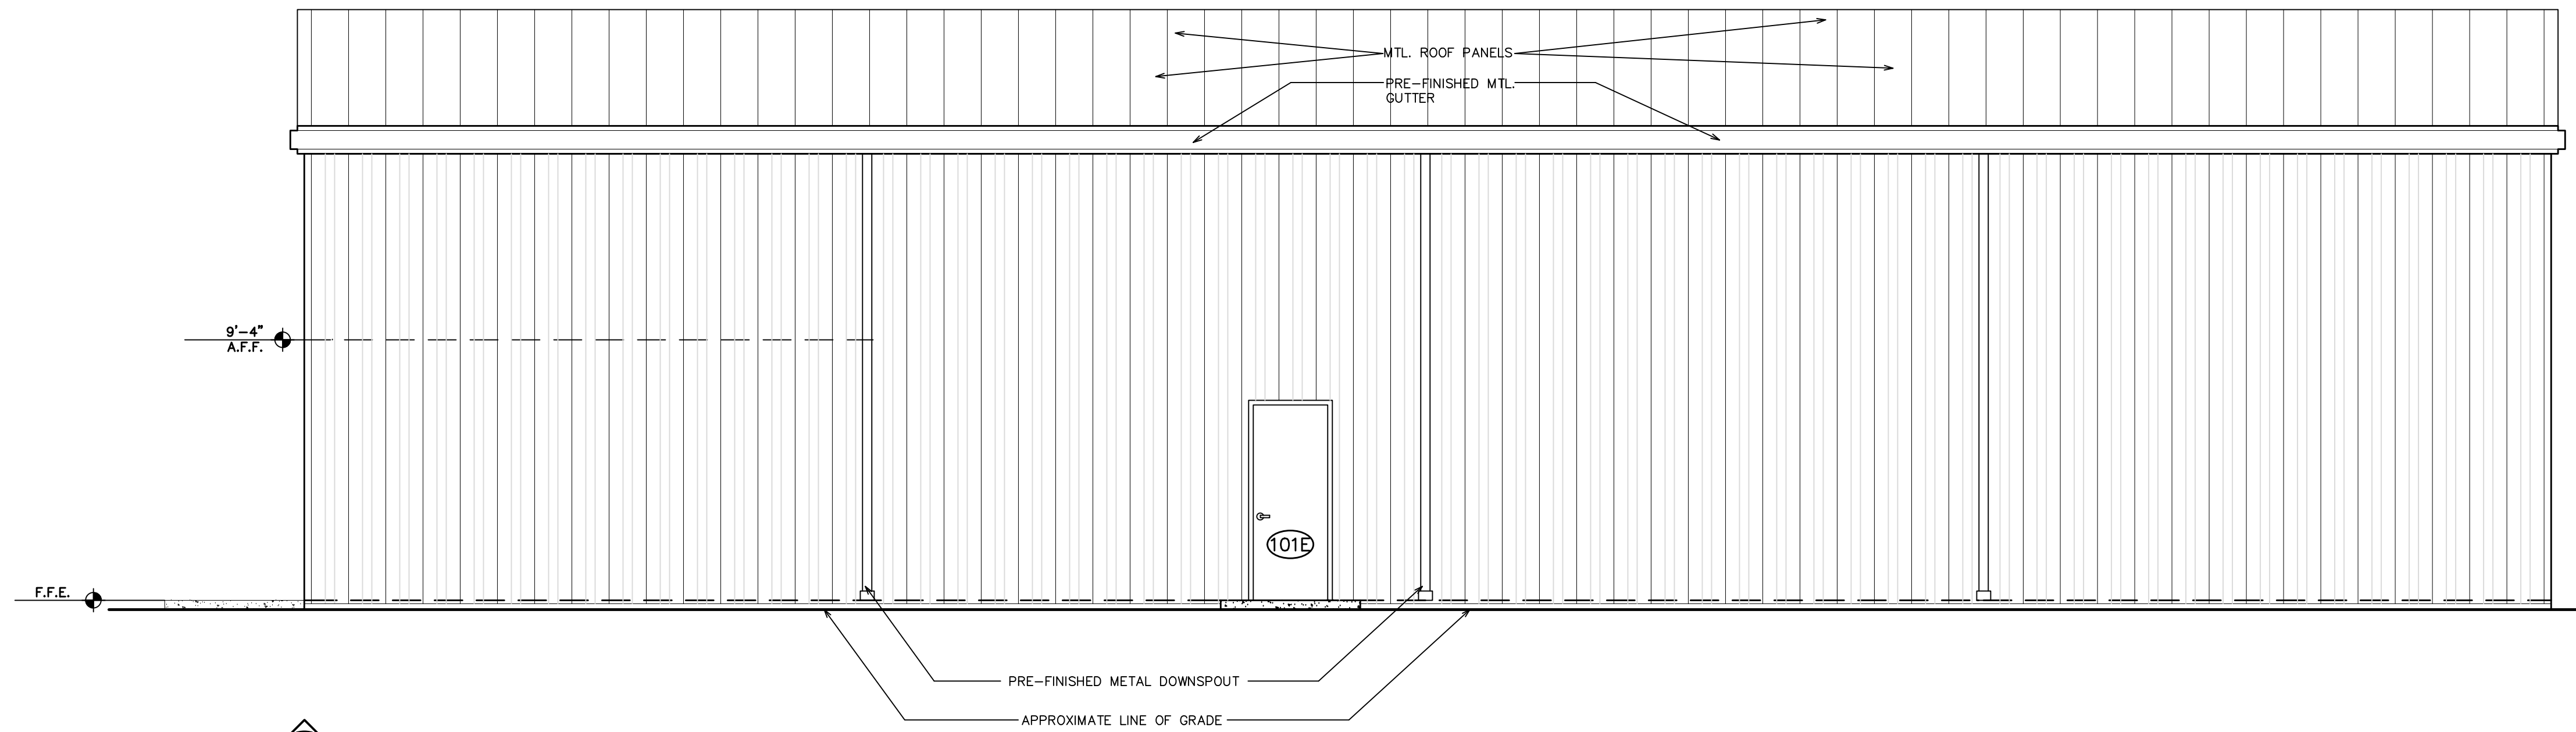 MTL. ROOF PANELS
PRE-FINISHED MTL.
GUTTER
9'-4"
A.F.F.
101E
F.F.E.
PRE-FINISHED METAL DOWNSPOUT
APPROXIMATE LINE OF GRADE